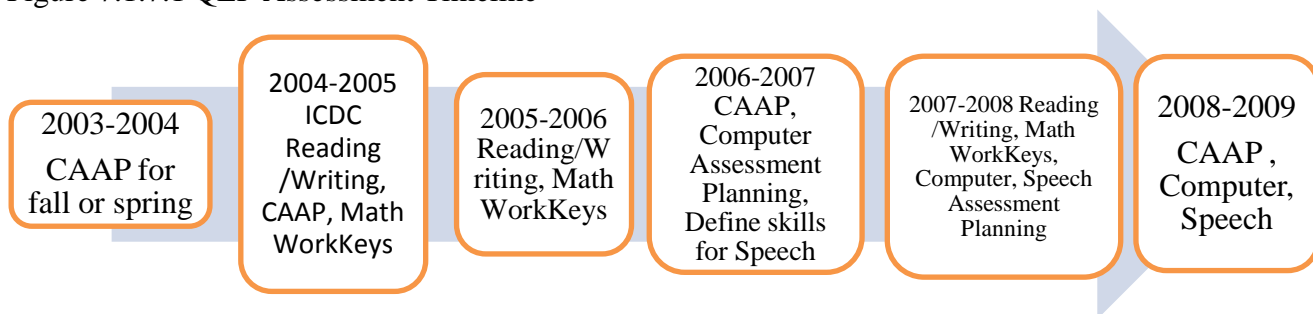 Figure 7.1.7.1 QEP Assessment Timeline
2003-2004
CAAP for
fall or spring
2004-2005
ICDC
Reading
/Writing,
CAAP, Math
WorkKeys
2005-2006
Reading/W
riting, Math
WorkKeys
2006-2007
CAAP,
Computer
Assessment
Planning,
Define skills
for Speech
2007-2008 Reading
/Writing, Math
WorkKeys,
Computer, Speech
Assessment
Planning
2008-2009
CAAP ,
Computer,
Speech